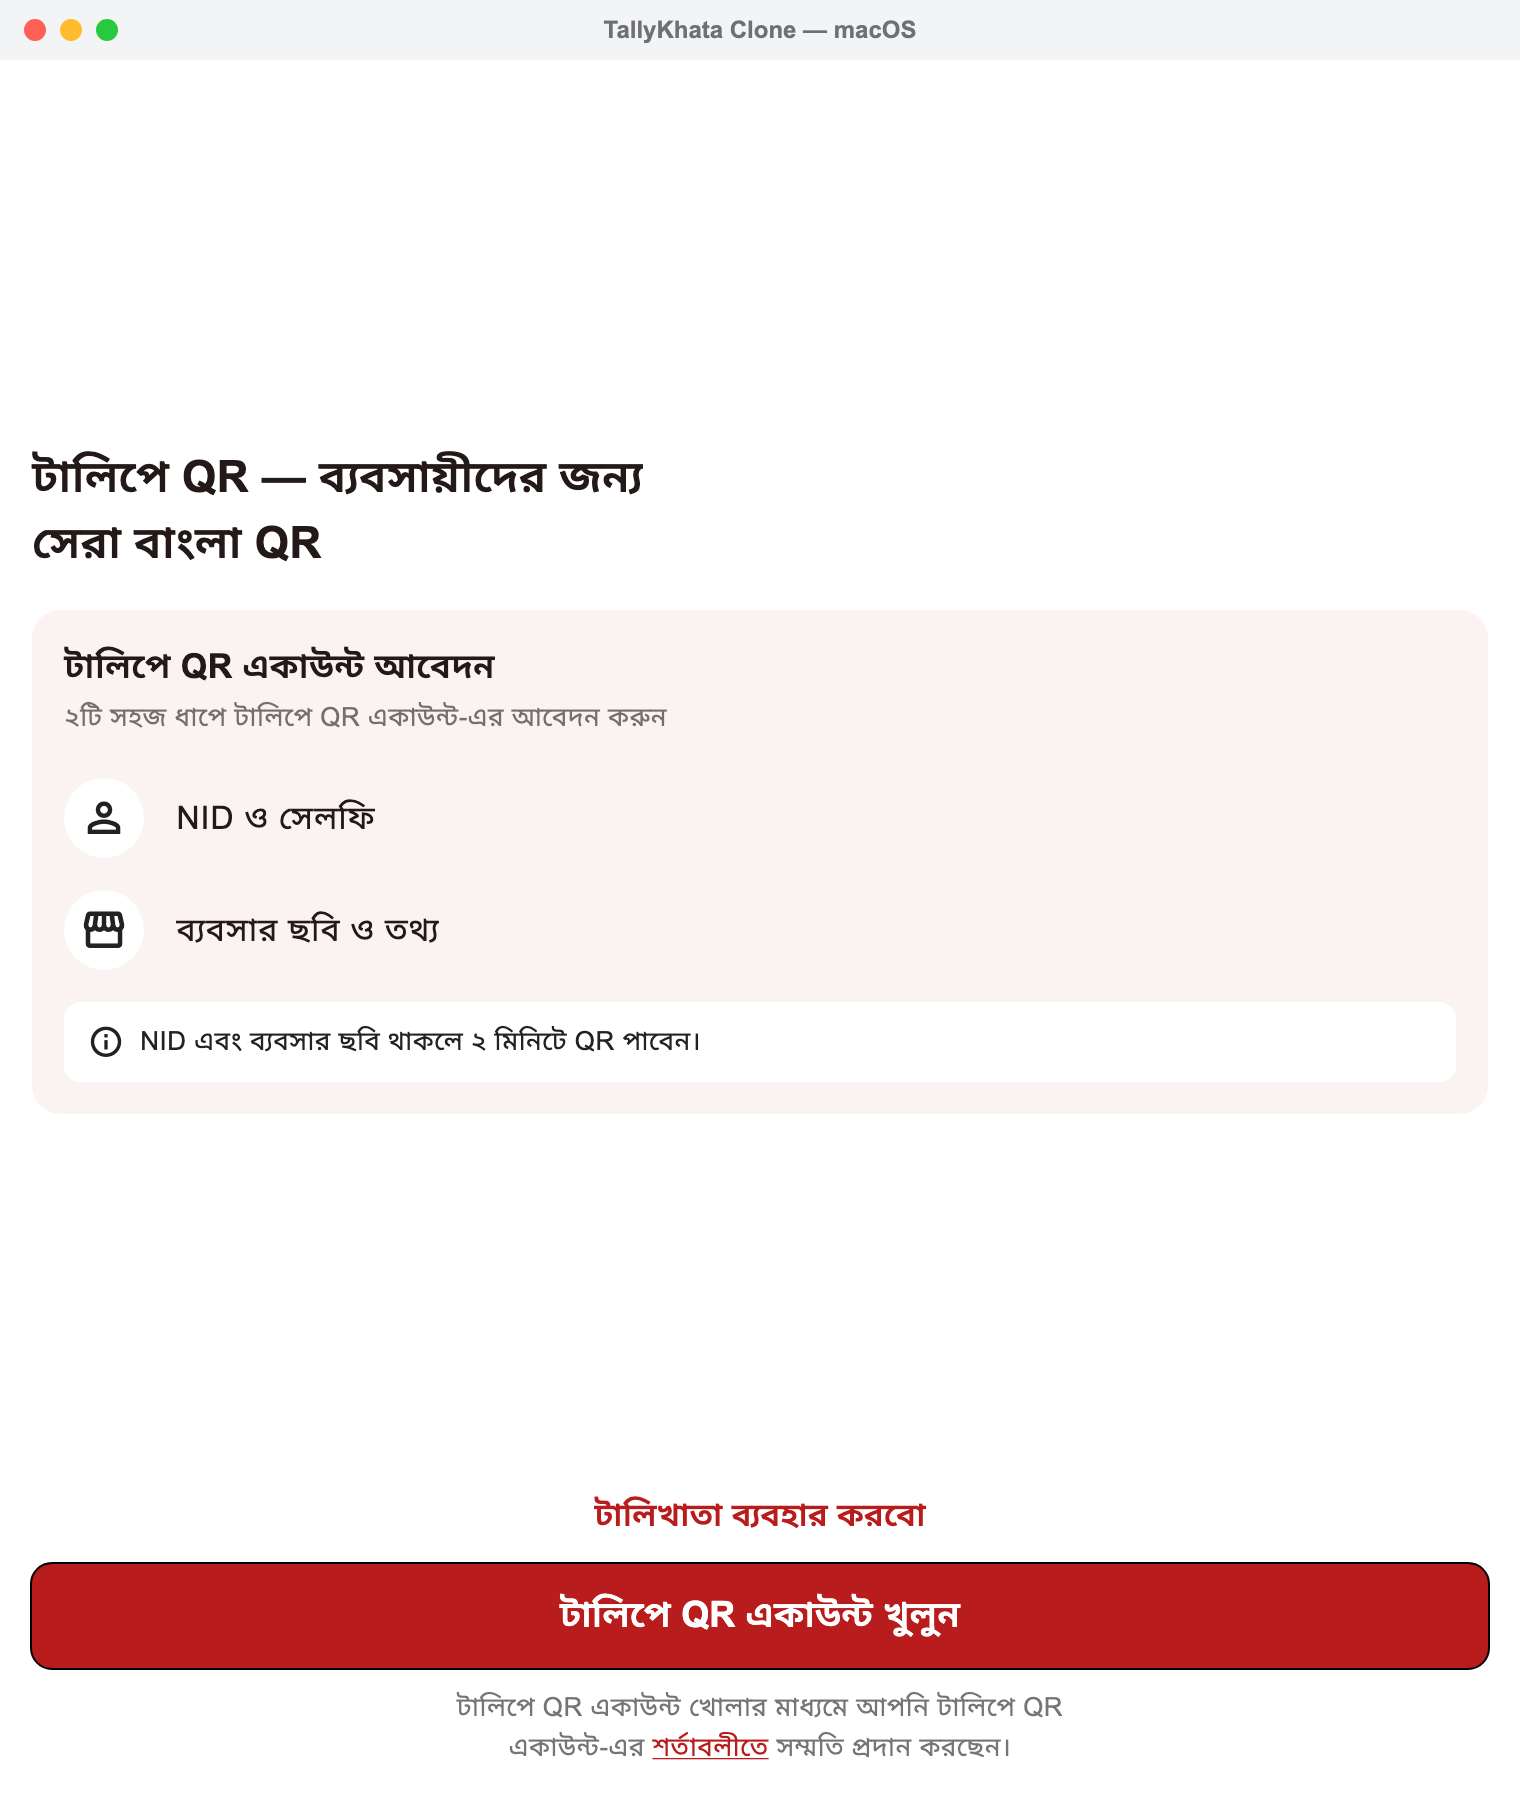 TallyKhata Clone — macOS
টালিপে QR — ব্যবসায়ীদের জন্য
সেরা বাংলা QR
টালিপে QR একাউন্ট আবেদন
২টি সহজ ধাপে টালিপে QR একাউন্ট-এর আবেদন করুন
NID ও সেলফি
ব্যবসার ছবি ও তথ্য
NID এবং ব্যবসার ছবি থাকলে ২ মিনিটে QR পাবেন।
টালিখাতা ব্যবহার করবো
টালিপে QR একাউন্ট খুলুন
টালিপে QR একাউন্ট খোলার মাধ্যমে আপনি টালিপে QR
একাউন্ট-এর শর্তাবলীতে সম্মতি প্রদান করছেন।